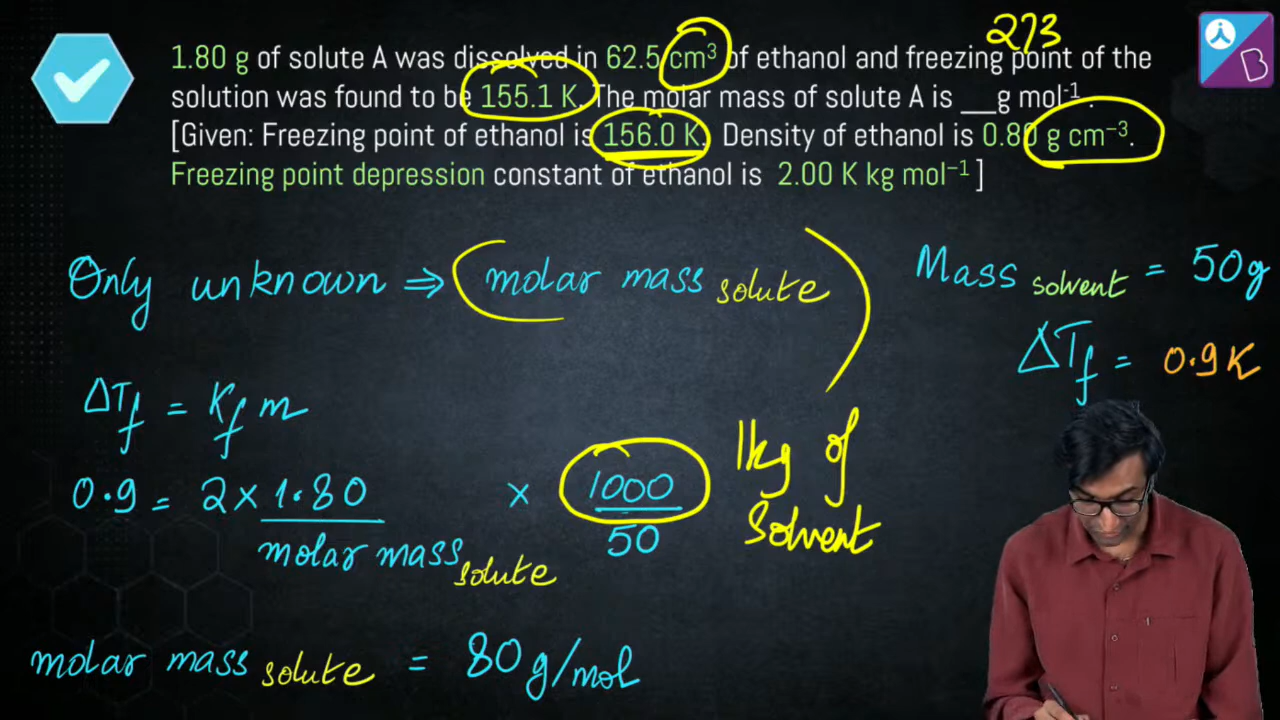 273
1.80 g of solute A was dissolved in 62.5 cm³ of ethanol and freezing point of the
solution was found to be 155.1 K. The molar mass of solute A is __g mol⁻¹ .
[Given: Freezing point of ethanol is 156.0 K. Density of ethanol is 0.80 g cm⁻³.
Freezing point depression constant of ethanol is 2.00 K kg mol⁻¹ ]
B
Only unknown ⇒ (molar mass solute)
Mass solvent = 50g
ΔTf = 0.9K
ΔTf = Kf m
0.9 = 2 × 1.80 / molar mass solute × 1000 / 50
1kg of
solvent
molar mass solute = 80 g/mol